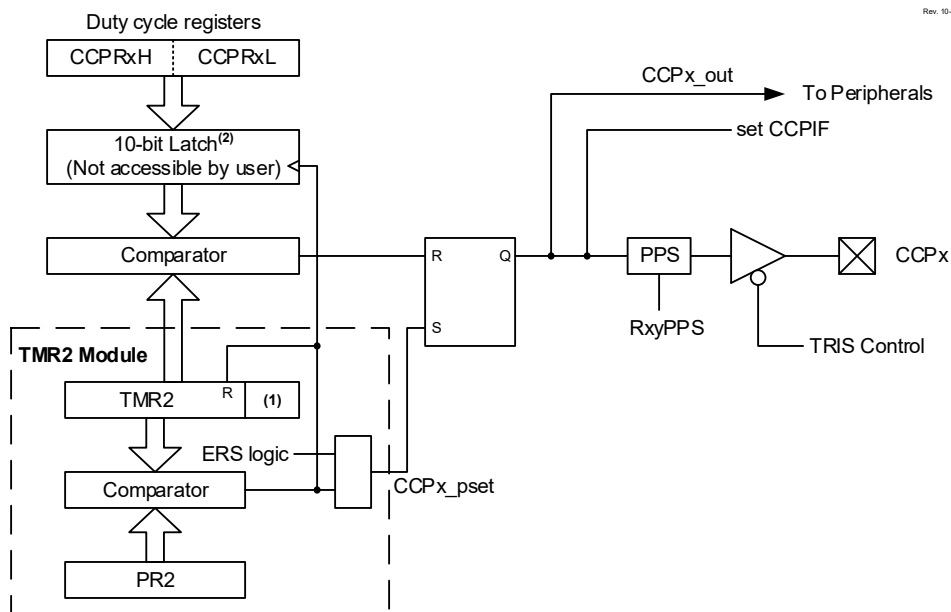 Rev. 10-
Duty cycle registers
CCPRxH CCPRxL
CCPx_out
To Peripherals
set CCPIF
10-bit Latch(2)
(Not accessible by user)
Comparator
R Q
PPS
CCPx
S
RxyPPS
TRIS Control
TMR2 Module
R
TMR2 (1)
ERS logic
CCPx_pset
Comparator
PR2